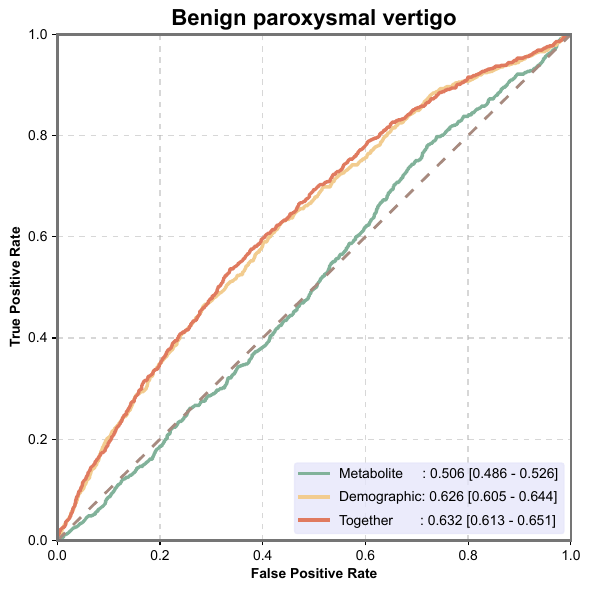 Benign paroxysmal vertigo
True Positive Rate
1.0
0.8
0.6
0.4
0.2
0.0
Metabolite : 0.506 [0.486 - 0.526]
Demographic: 0.626 [0.605 - 0.644]
Together : 0.632 [0.613 - 0.651]
0.0 0.2 0.4 0.6 0.8 1.0
False Positive Rate